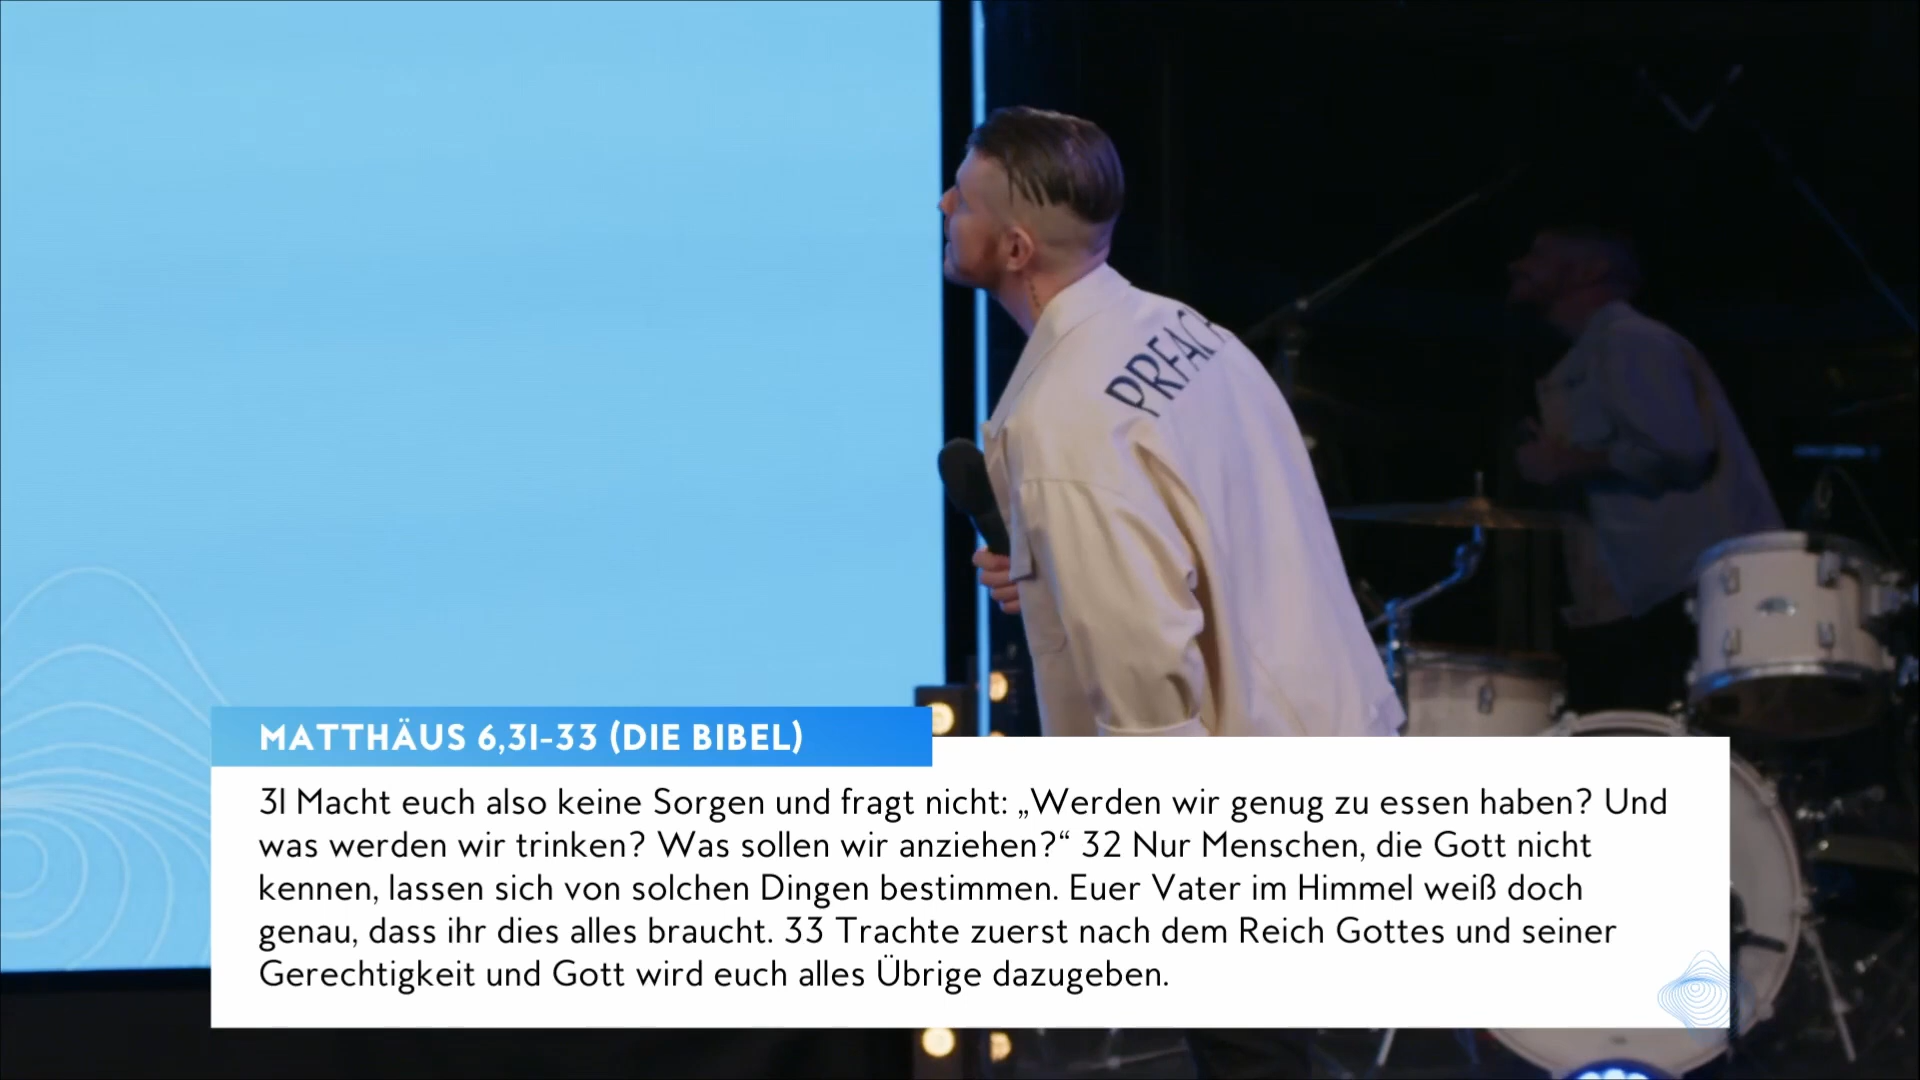 PREACH
MATTHÄUS 6,31-33 (DIE BIBEL)
31 Macht euch also keine Sorgen und fragt nicht: „Werden wir genug zu essen haben? Und
was werden wir trinken? Was sollen wir anziehen?“ 32 Nur Menschen, die Gott nicht
kennen, lassen sich von solchen Dingen bestimmen. Euer Vater im Himmel weiß doch
genau, dass ihr dies alles braucht. 33 Trachte zuerst nach dem Reich Gottes und seiner
Gerechtigkeit und Gott wird euch alles Übrige dazugeben.